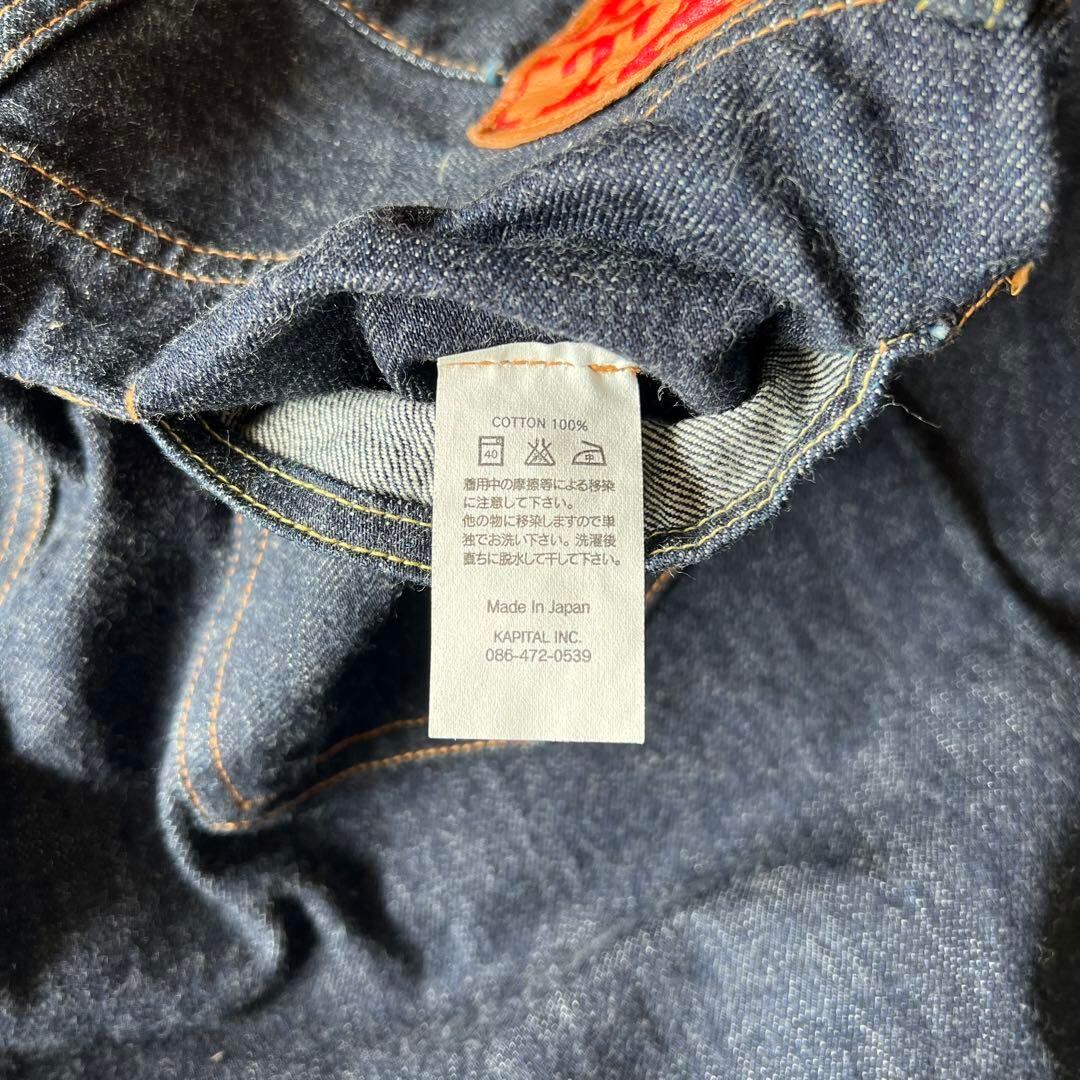 COTTON 100%
40
中
着用中の摩擦等による移染
に注意して下さい。
他の物に移染しますので単
独でお洗い下さい。洗濯後
直ちに脱水して干して下さい。
Made In Japan
KAPITAL INC.
086-472-0539